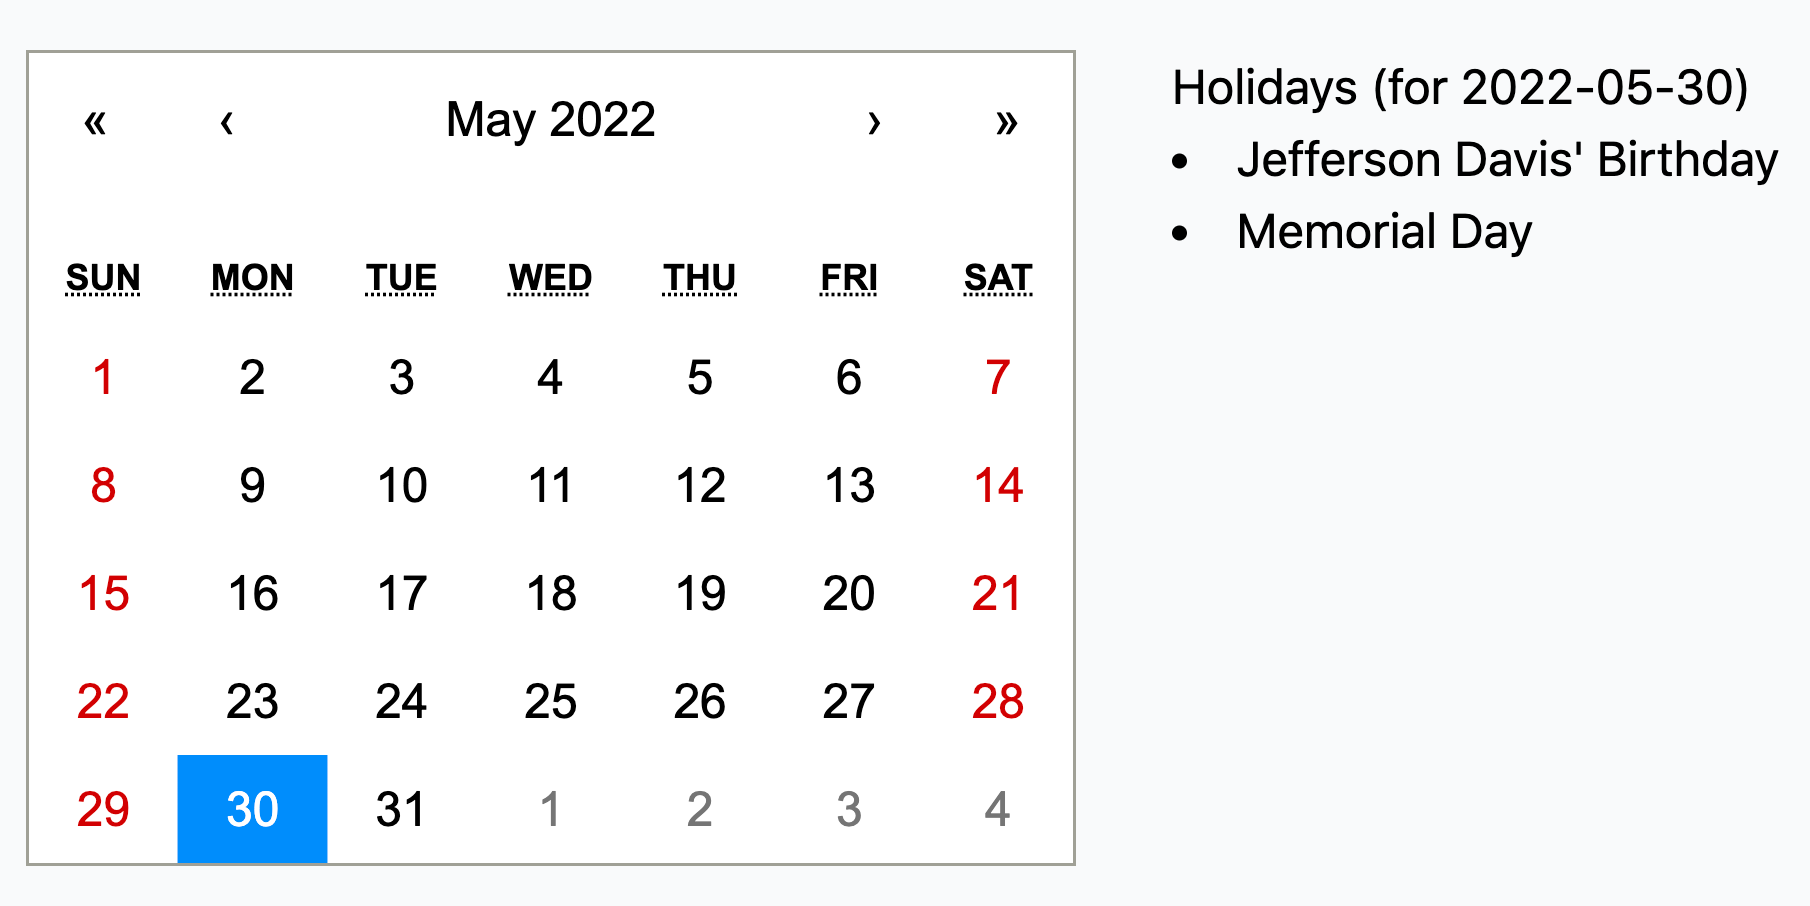 « ‹ May 2022 › »
SUN MON TUE WED THU FRI SAT
1 2 3 4 5 6 7
8 9 10 11 12 13 14
15 16 17 18 19 20 21
22 23 24 25 26 27 28
29 30 31 1 2 3 4
Holidays (for 2022-05-30)
• Jefferson Davis' Birthday
• Memorial Day